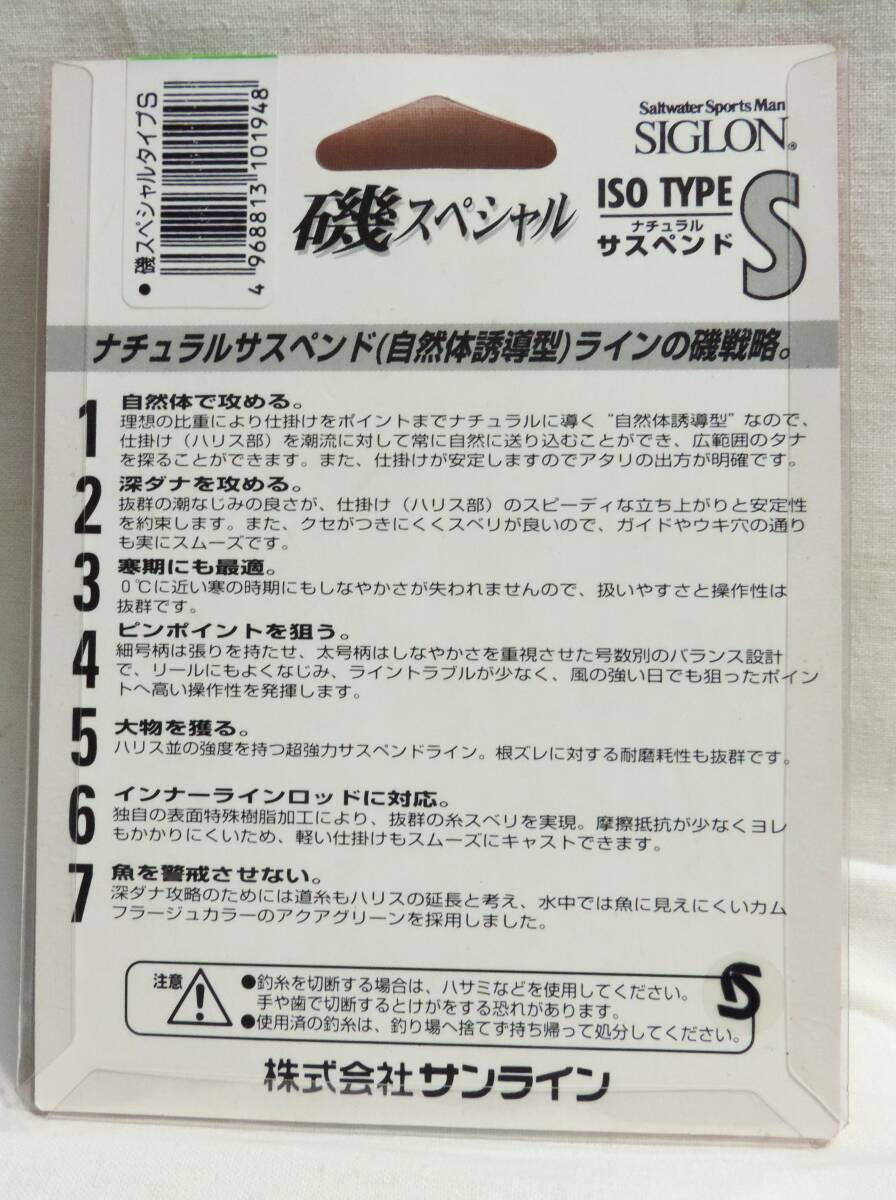 ● 磯スペシャルタイプS
4 968813 101948
Saltwater Sports Man
SIGLON®
磯スペシャル
ISO TYPE
ナチュラル
サスペンド
S
ナチュラルサスペンド(自然体誘導型)ラインの磯戦略。
1 自然体で攻める。
理想の比重により仕掛けをポイントまでナチュラルに導く“自然体誘導型”なので、
仕掛け（ハリス部）を潮流に対して常に自然に送り込むことができ、広範囲のタナ
を探ることができます。また、仕掛けが安定しますのでアタリの出方が明確です。
2 深ダナを攻める。
抜群の潮なじみの良さが、仕掛け（ハリス部）のスピーディな立ち上がりと安定性
を約束します。また、クセがつきにくくスベリが良いので、ガイドやウキ穴の通り
も実にスムーズです。
3 寒期にも最適。
0℃に近い寒の時期にもしなやかさが失われませんので、扱いやすさと操作性は
抜群です。
4 ピンポイントを狙う。
細号柄は張りを持たせ、太号柄はしなやかさを重視させた号数別のバランス設計
で、リールにもよくなじみ、ライントラブルが少なく、風の強い日でも狙ったポイン
トへ高い操作性を発揮します。
5 大物を獲る。
ハリス並の強度を持つ超強力サスペンドライン。根ズレに対する耐磨耗性も抜群です。
6 インナーラインロッドに対応。
独自の表面特殊樹脂加工により、抜群の糸スベリを実現。摩擦抵抗が少なくヨレ
もかかりにくいため、軽い仕掛けもスムーズにキャストできます。
7 魚を警戒させない。
深ダナ攻略のためには道糸もハリスの延長と考え、水中では魚に見えにくいカム
フラージュカラーのアクアグリーンを採用しました。
注意
●釣糸を切断する場合は、ハサミなどを使用してください。
手や歯で切断するとけがをする恐れがあります。
●使用済の釣糸は、釣り場へ捨てず持ち帰って処分してください。
株式会社サンライン